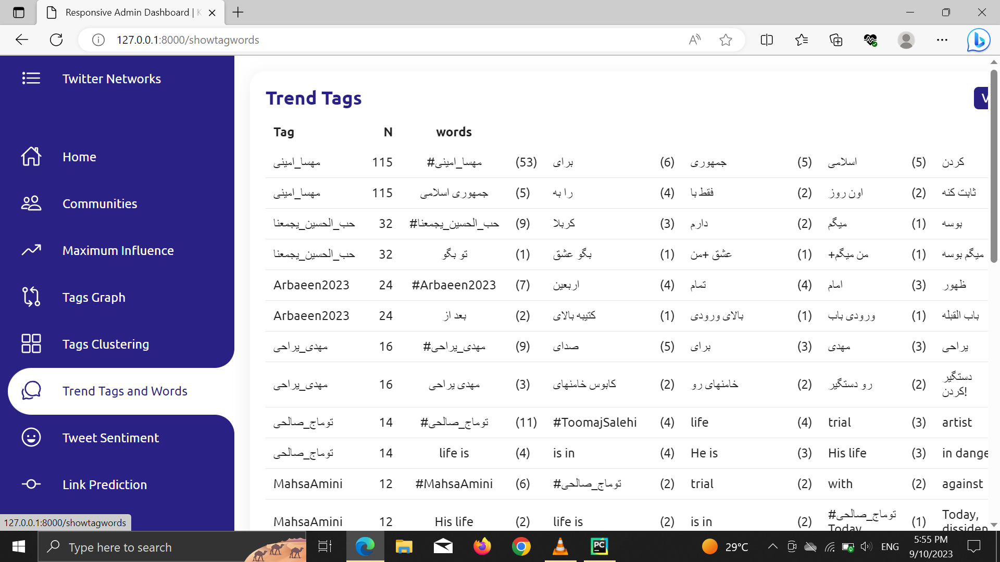 Responsive Admin Dashboard | K
127.0.0.1:8000/showtagwords
Twitter Networks
Home
Communities
Maximum Influence
Tags Graph
Tags Clustering
Trend Tags and Words
Tweet Sentiment
Link Prediction
Trend Tags
V
Tag N words
مهسا_امینی 115 #مهسا_امینی (53) برای (6) جمهوری (5) اسلامی (5) کردن
مهسا_امینی 115 جمهوری اسلامی (5) را به (4) فقط با (2) اون روز (2) ثابت کنه
حب_الحسین_یجمعنا 32 #حب_الحسین_یجمعنا (9) کربلا (3) دارم (2) میگم (1) بوسه
حب_الحسین_یجمعنا 32 تو بگو (1) بگو عشق (1) عشق +من (1) من میگم+ (1) میگم بوسه
Arbaeen2023 24 #Arbaeen2023 (7) اربعین (4) تمام (4) امام (3) ظهور
Arbaeen2023 24 بعد از (2) کتیبه بالای (1) بالای ورودی (1) ورودی باب (1) باب القبله
مهدی_یراحی 16 #مهدی_یراحی (9) صدای (5) برای (3) مهدی (3) یراحی
مهدی_یراحی 16 مهدی یراحی (3) کابوس خامنهای (2) خامنهای رو (2) رو دستگیر (2) دستگیر
کردن!
توماج_صالحی 14 #توماج_صالحی (11) #ToomajSalehi (4) life (4) trial (3) artist
توماج_صالحی 14 life is (4) is in (4) He is (3) His life (3) in dange
MahsaAmini 12 #MahsaAmini (6) #توماج_صالحی (2) trial (2) with (2) against
MahsaAmini 12 His life (2) life is (2) is in (2) #توماج_صالحی (1) Today,
Today dissiden
127.0.0.1:8000/showtagwords
Type here to search
PC
29°C
ENG
5:55 PM
9/10/2023